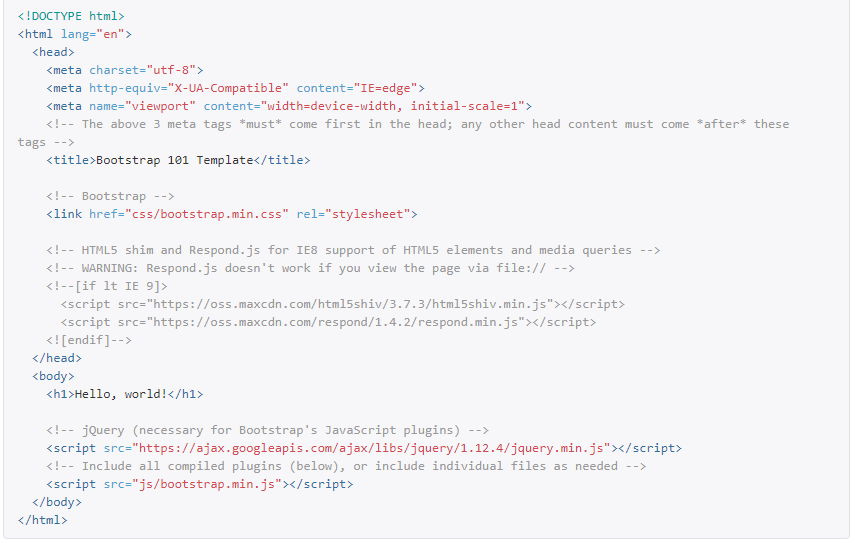 <!DOCTYPE html>
<html lang="en">
  <head>
    <meta charset="utf-8">
    <meta http-equiv="X-UA-Compatible" content="IE=edge">
    <meta name="viewport" content="width=device-width, initial-scale=1">
    <!-- The above 3 meta tags *must* come first in the head; any other head content must come *after* these
tags -->
    <title>Bootstrap 101 Template</title>

    <!-- Bootstrap -->
    <link href="css/bootstrap.min.css" rel="stylesheet">

    <!-- HTML5 shim and Respond.js for IE8 support of HTML5 elements and media queries -->
    <!-- WARNING: Respond.js doesn't work if you view the page via file:// -->
    <!--[if lt IE 9]>
      <script src="https://oss.maxcdn.com/html5shiv/3.7.3/html5shiv.min.js"></script>
      <script src="https://oss.maxcdn.com/respond/1.4.2/respond.min.js"></script>
    <![endif]-->
  </head>
  <body>
    <h1>Hello, world!</h1>

    <!-- jQuery (necessary for Bootstrap's JavaScript plugins) -->
    <script src="https://ajax.googleapis.com/ajax/libs/jquery/1.12.4/jquery.min.js"></script>
    <!-- Include all compiled plugins (below), or include individual files as needed -->
    <script src="js/bootstrap.min.js"></script>
  </body>
</html>